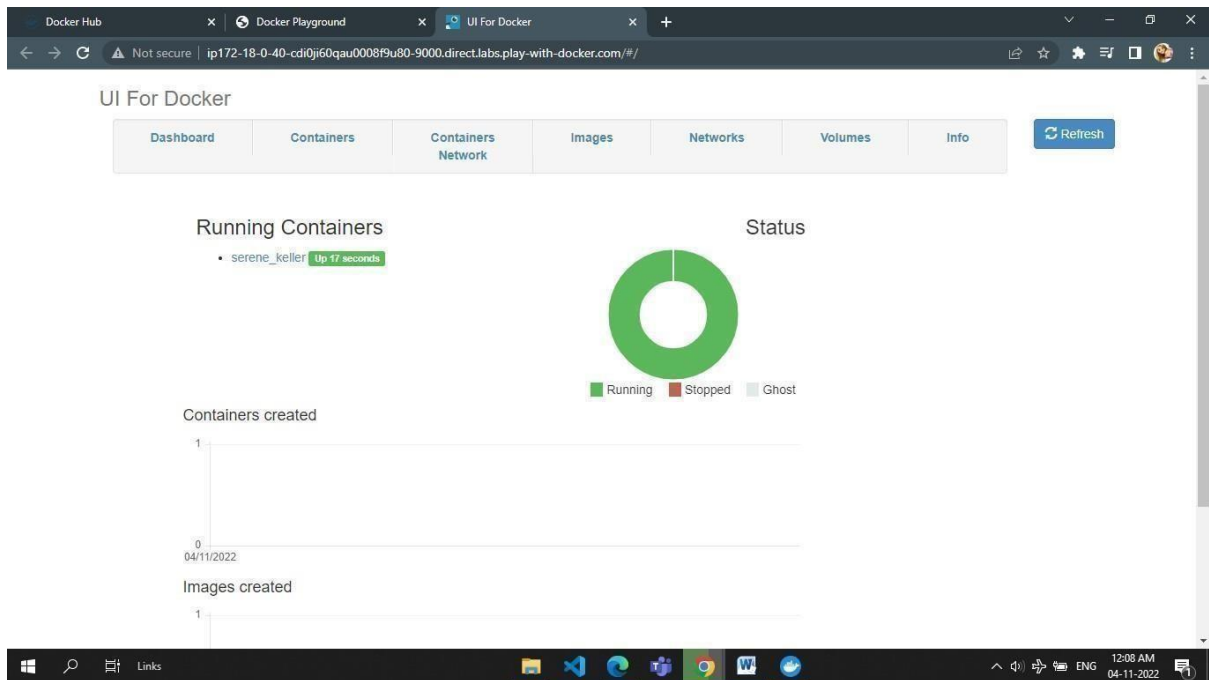 Docker Hub
Docker Playground
UI For Docker
Not secure | ip172-18-0-40-cdi0ji60qau0008f9u80-9000.direct.labs.play-with-docker.com/#/
UI For Docker
Dashboard
Containers
Containers
Network
Images
Networks
Volumes
Info
Refresh
Running Containers
Status
serene_keller Up 17 seconds
Running
Stopped
Ghost
Containers created
1
0
04/11/2022
Images created
1
Links
ENG
12:08 AM
04-11-2022
1